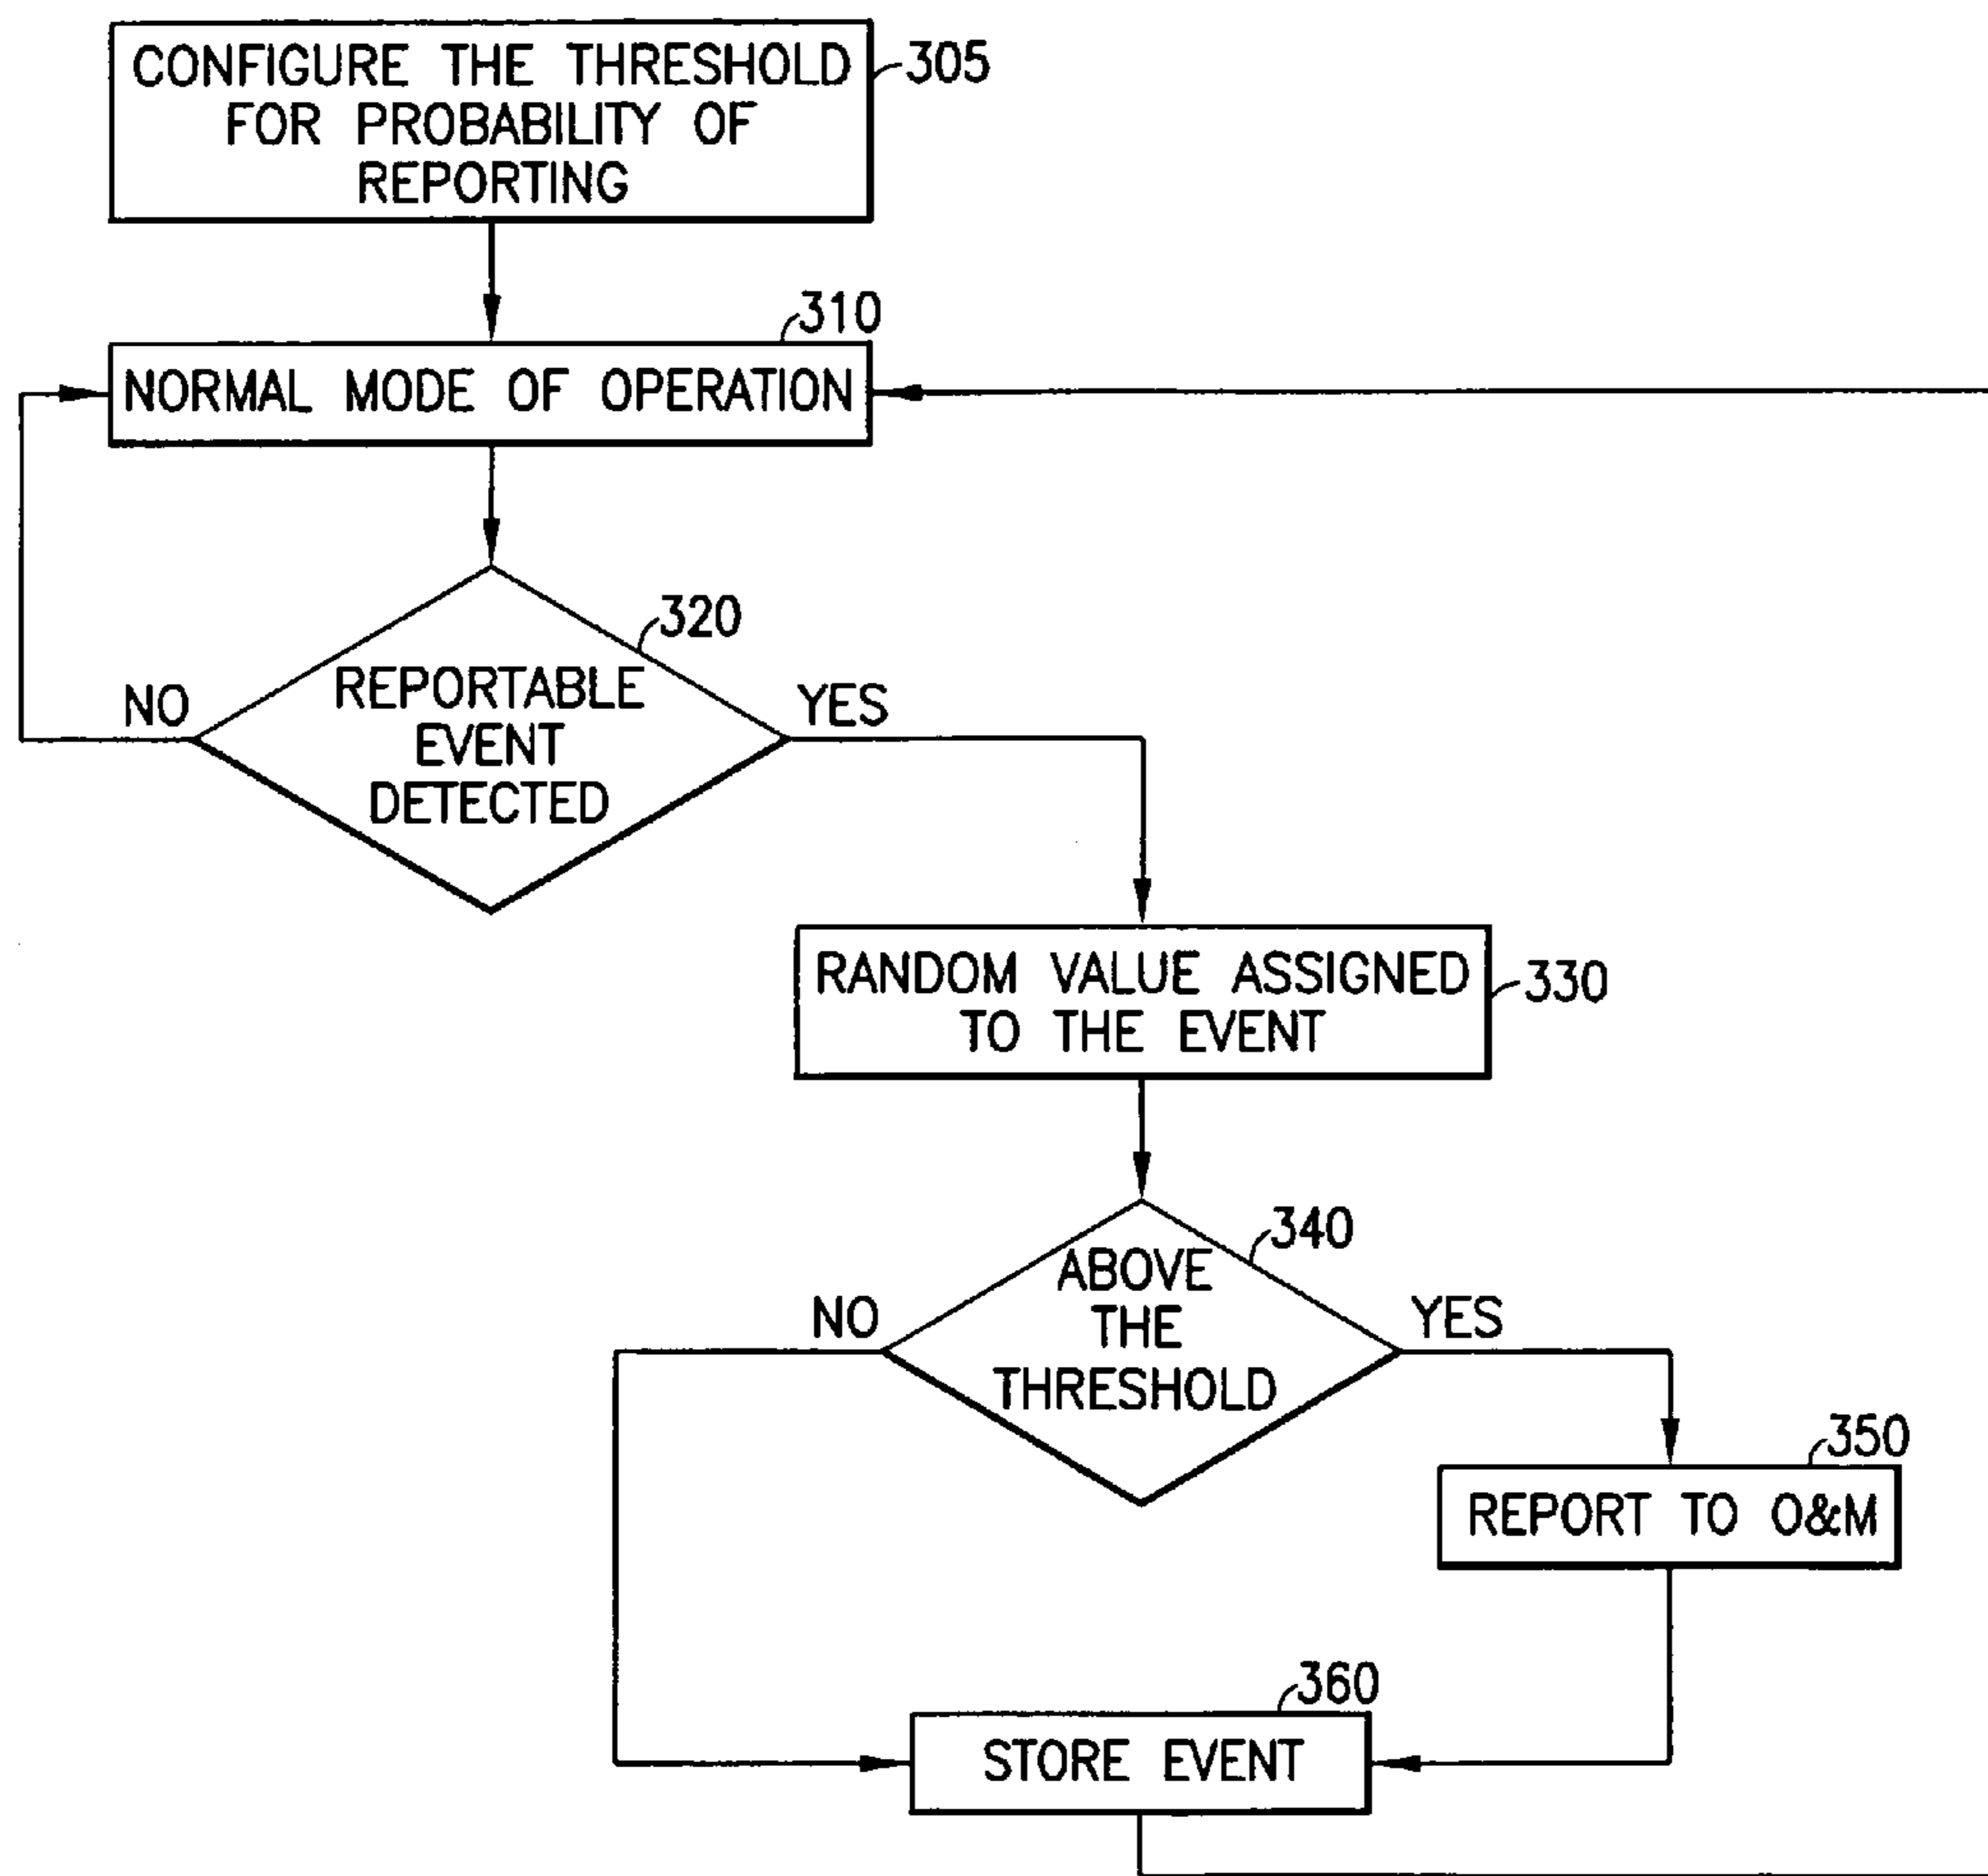 CONFIGURE THE THRESHOLD
FOR PROBABILITY OF
REPORTING
305
310
NORMAL MODE OF OPERATION
320
REPORTABLE
EVENT
DETECTED
NO
YES
RANDOM VALUE ASSIGNED
TO THE EVENT
330
340
ABOVE
THE
THRESHOLD
NO
YES
350
REPORT TO O&M
360
STORE EVENT